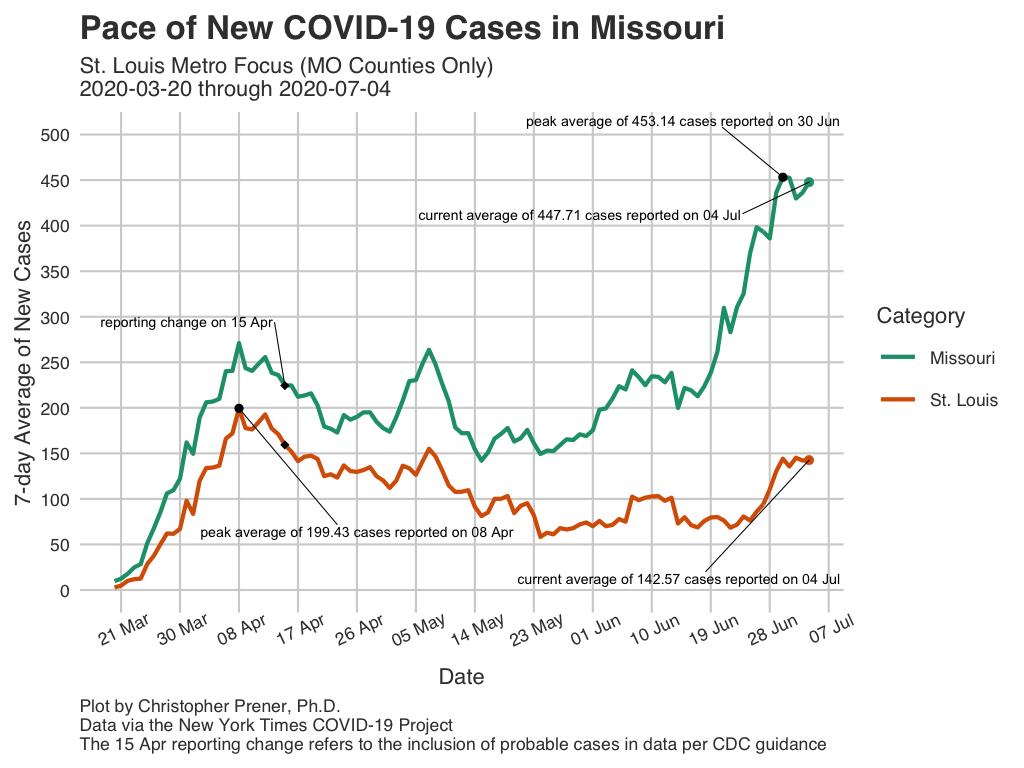 Pace of New COVID-19 Cases in Missouri
St. Louis Metro Focus (MO Counties Only)
2020-03-20 through 2020-07-04
peak average of 453.14 cases reported on 30 Jun
current average of 447.71 cases reported on 04 Jul
reporting change on 15 Apr
peak average of 199.43 cases reported on 08 Apr
current average of 142.57 cases reported on 04 Jul
7-day Average of New Cases
500
450
400
350
300
250
200
150
100
50
0
21 Mar
30 Mar
08 Apr
17 Apr
26 Apr
05 May
14 May
23 May
01 Jun
10 Jun
19 Jun
28 Jun
07 Jul
Date
Category
Missouri
St. Louis
Plot by Christopher Prener, Ph.D.
Data via the New York Times COVID-19 Project
The 15 Apr reporting change refers to the inclusion of probable cases in data per CDC guidance